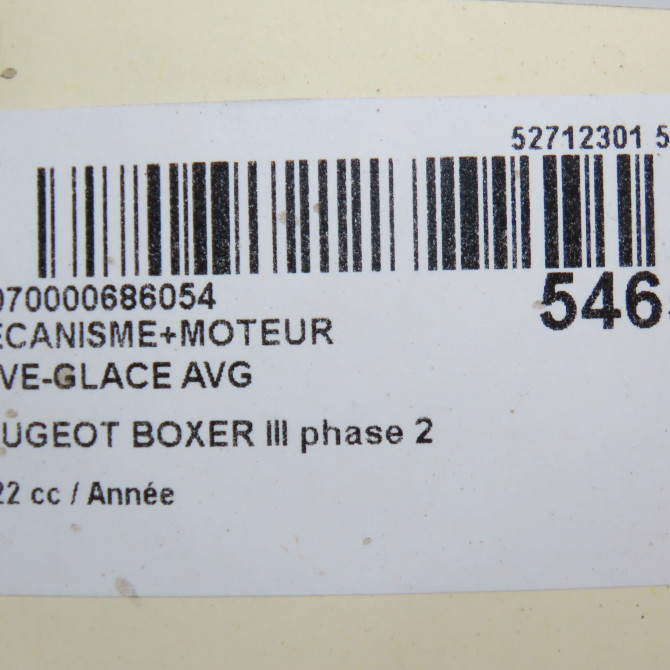 52712301 5
070000686054
546
ECANISME+MOTEUR
VE-GLACE AVG
UGEOT BOXER III phase 2
22 cc / Année